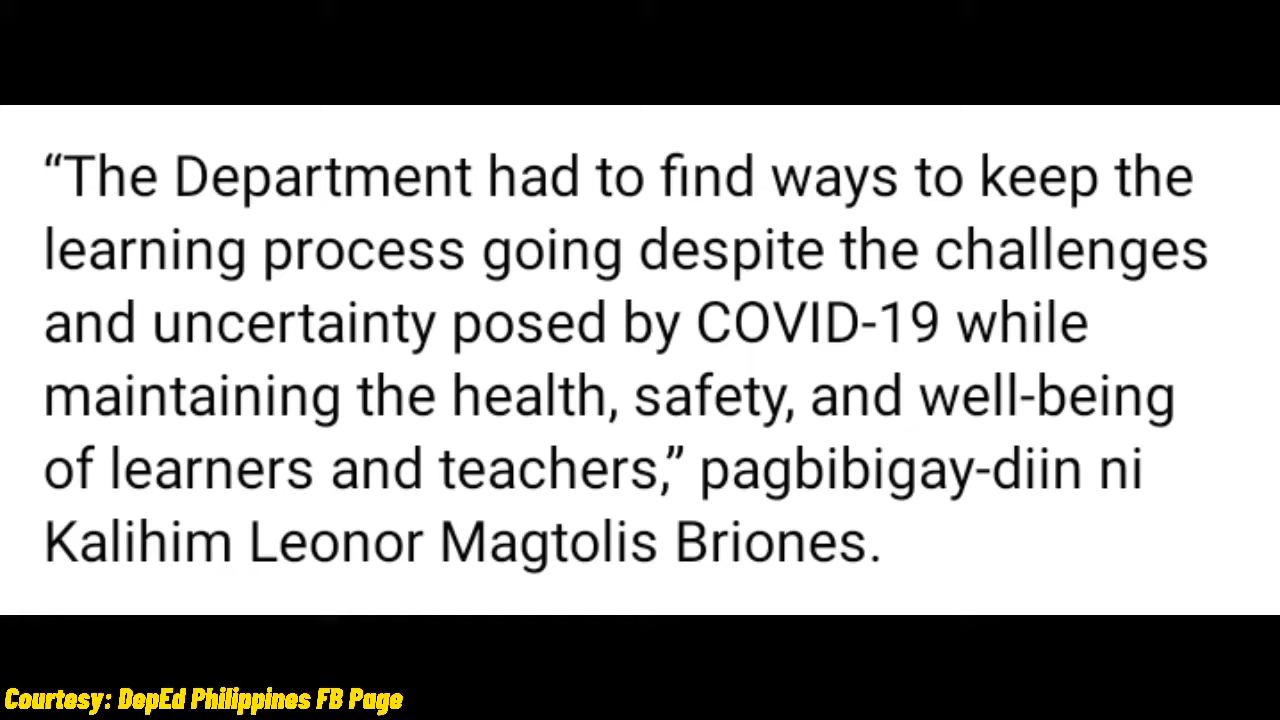 “The Department had to find ways to keep the
learning process going despite the challenges
and uncertainty posed by COVID-19 while
maintaining the health, safety, and well-being
of learners and teachers,” pagbibigay-diin ni
Kalihim Leonor Magtolis Briones.
Courtesy: DepEd Philippines FB Page